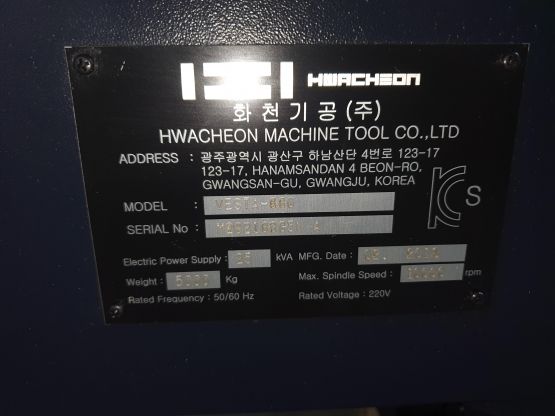 HWACHEON
화천기공(주)
HWACHEON MACHINE TOOL CO.,LTD
ADDRESS : 광주광역시 광산구 하남산단 4번로 123-17
123-17, HANAMSANDAN 4 BEON-RO,
GWANGSAN-GU, GWANGJU, KOREA
MODEL :
SERIAL No :
Electric Power Supply : kVA MFG. Date :
Weight : Kg Max. Spindle Speed : rpm
Rated Frequency : 50/60 Hz Rated Voltage : 220V
KC S